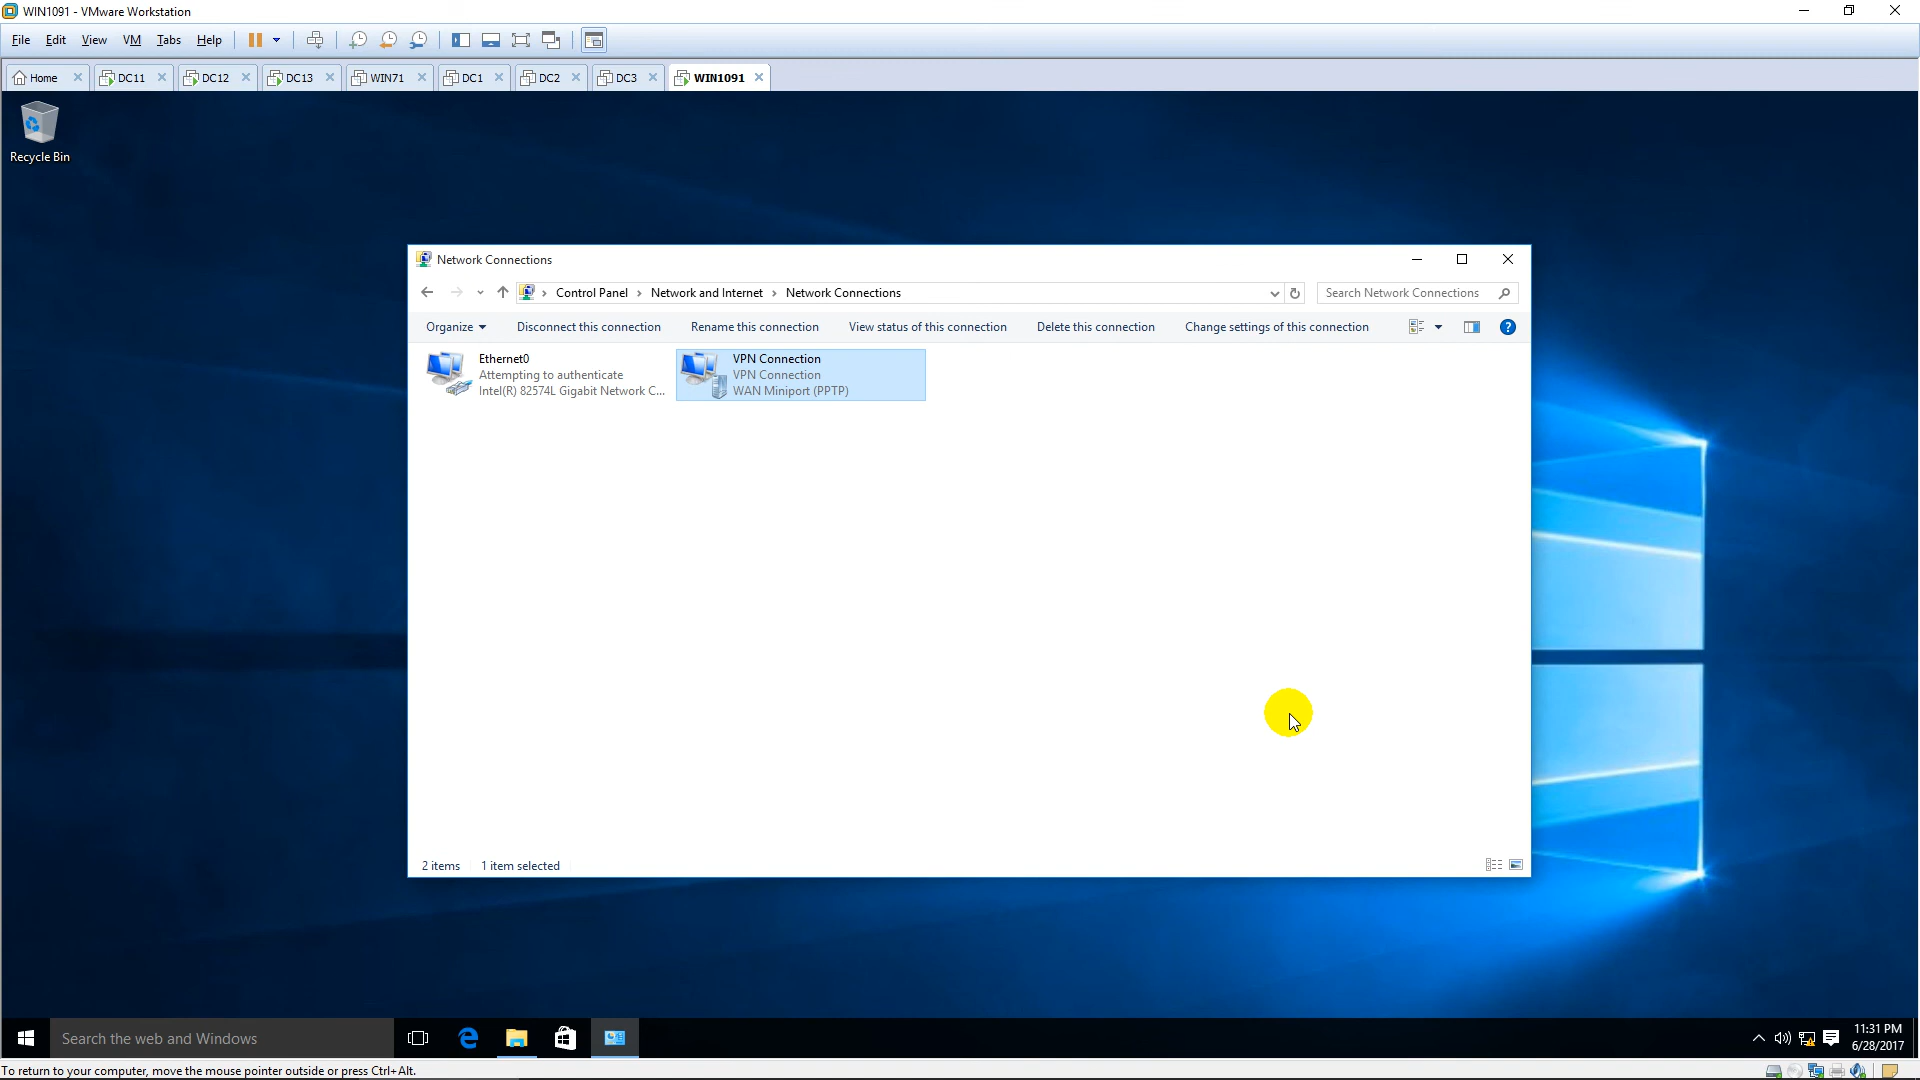 WIN1091 - VMware Workstation
File Edit View VM Tabs Help
Home DC11 DC12 DC13 WIN71 DC1 DC2 DC3 WIN1091
Recycle Bin
Network Connections
Control Panel Network and Internet Network Connections Search Network Connections
Organize Disconnect this connection Rename this connection View status of this connection Delete this connection Change settings of this connection
Ethernet0
Attempting to authenticate
Intel(R) 82574L Gigabit Network C...
VPN Connection
VPN Connection
WAN Miniport (PPTP)
2 items 1 item selected
Search the web and Windows
11:31 PM
6/28/2017
To return to your computer, move the mouse pointer outside or press Ctrl+Alt.